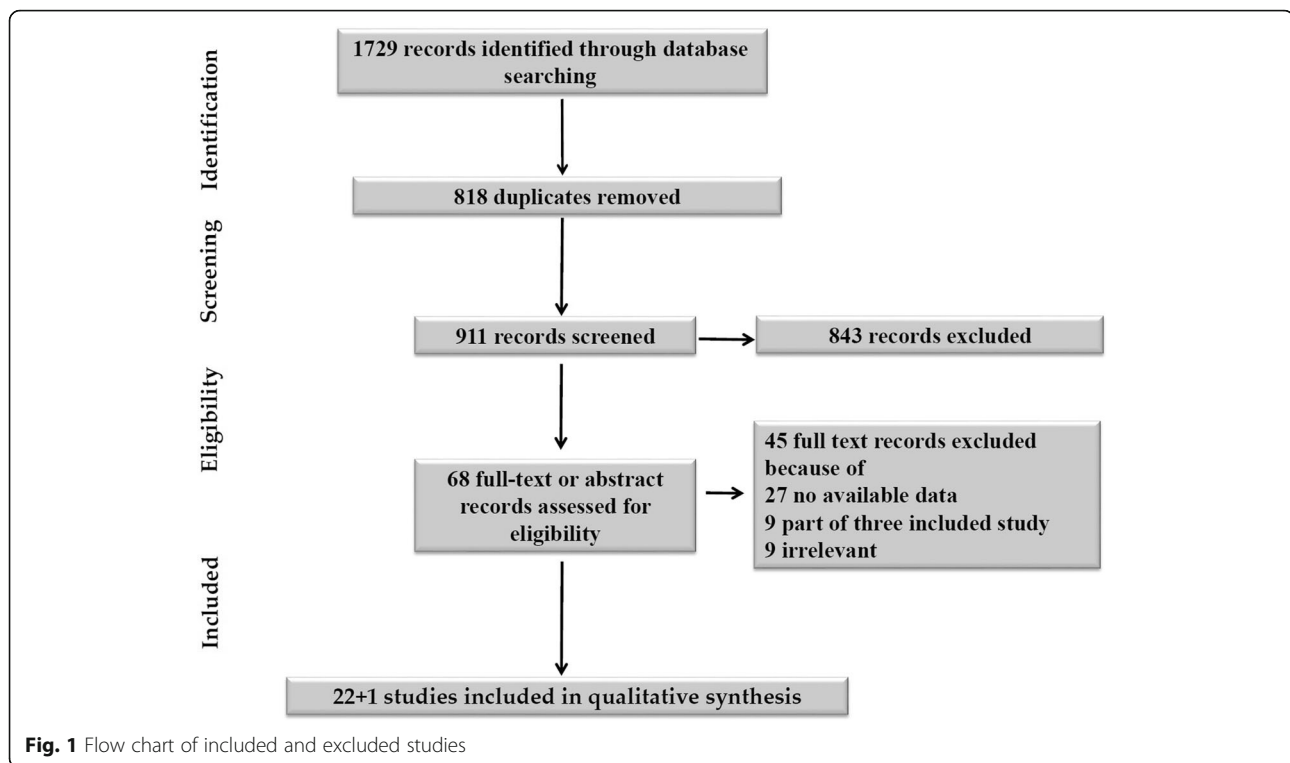 Identification
1729 records identified through database
searching
818 duplicates removed
Screening
911 records screened
843 records excluded
Eligibility
68 full-text or abstract
records assessed for
eligibility
45 full text records excluded
because of
27 no available data
9 part of three included study
9 irrelevant
Included
22+1 studies included in qualitative synthesis
Fig. 1 Flow chart of included and excluded studies